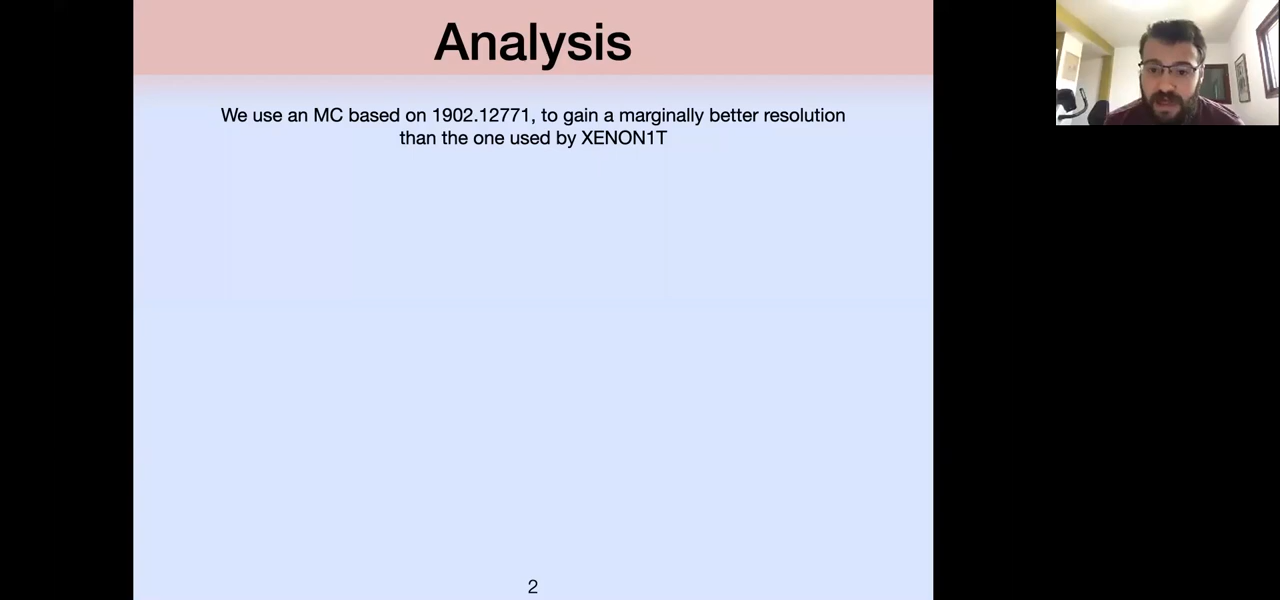 Analysis
We use an MC based on 1902.12771, to gain a marginally better resolution
than the one used by XENON1T
2